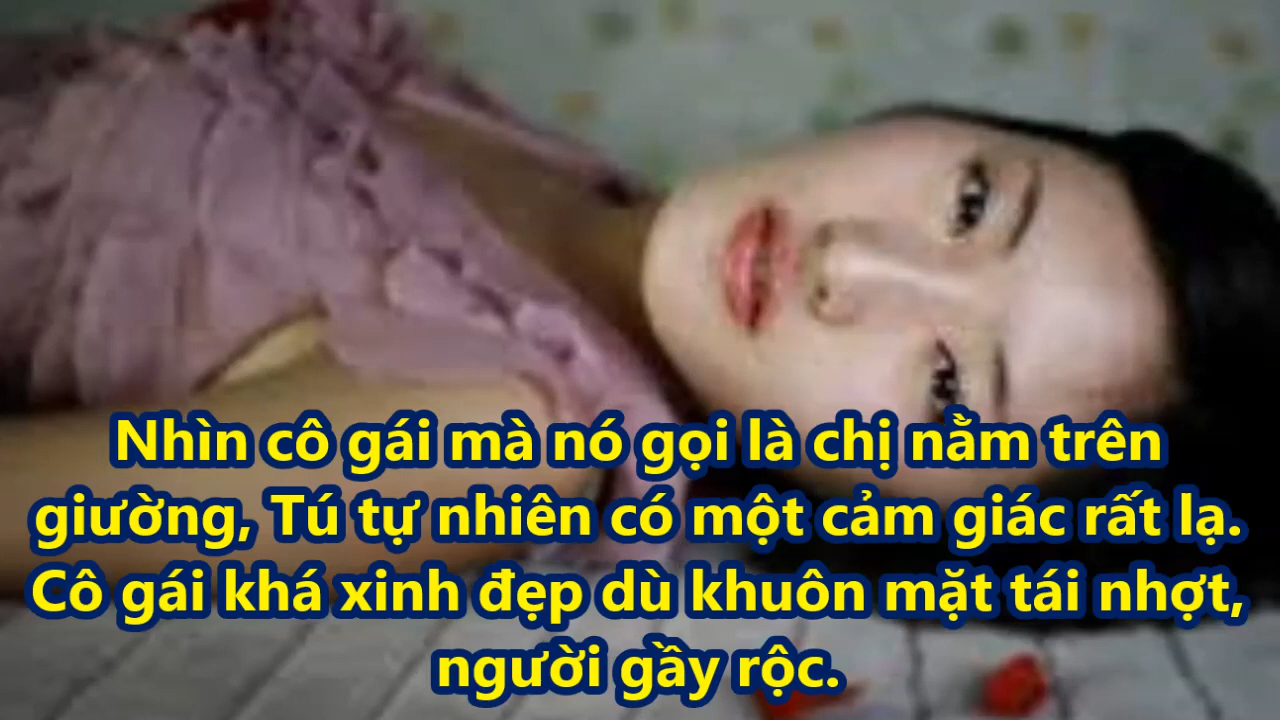 Nhìn cô gái mà nó gọi là chị nằm trên
giường, Tú tự nhiên có một cảm giác rất lạ.
Cô gái khá xinh đẹp dù khuôn mặt tái nhợt,
người gầy rộc.